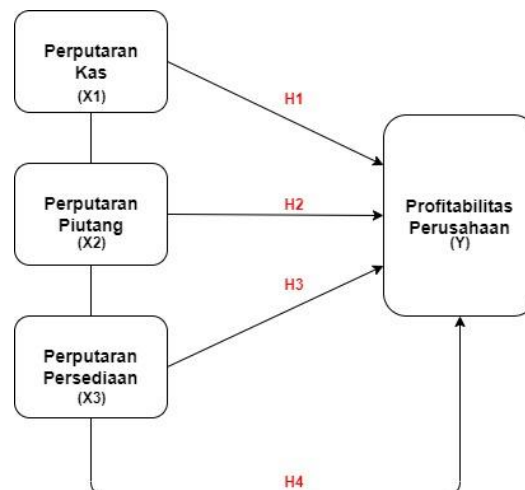 Perputaran
Kas
(X1)
H1
Perputaran
Piutang
(X2)
H2
Profitabilitas
Perusahaan
(Y)
H3
Perputaran
Persediaan
(X3)
H4